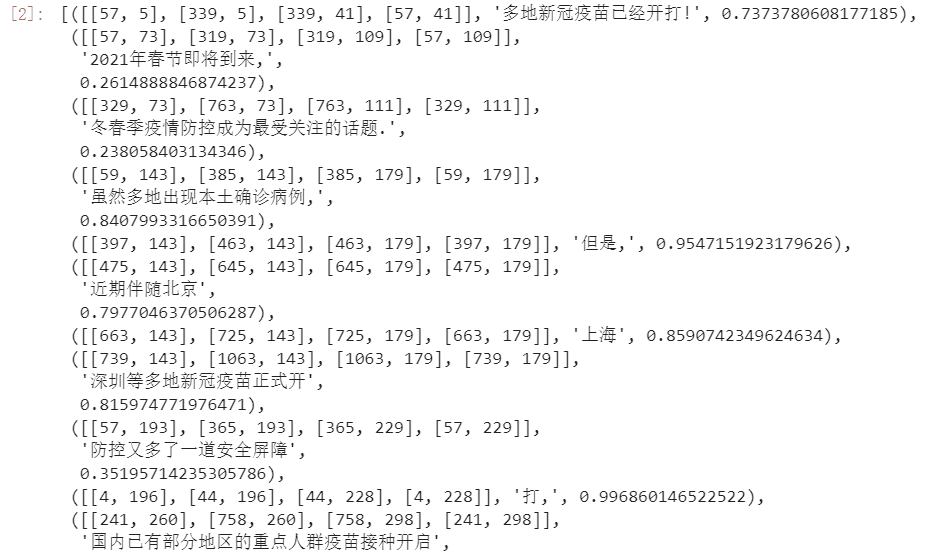 [2]: [([[57, 5], [339, 5], [339, 41], [57, 41]], '多地新冠疫苗已经开打!', 0.7373780608177185),
([[57, 73], [319, 73], [319, 109], [57, 109]],
'2021年春节即将到来,',
0.2614888846874237),
([[329, 73], [763, 73], [763, 111], [329, 111]],
'冬春季疫情防控成为最受关注的话题.',
0.238058403134346),
([[59, 143], [385, 143], [385, 179], [59, 179]],
'虽然多地出现本土确诊病例,',
0.8407993316650391),
([[397, 143], [463, 143], [463, 179], [397, 179]], '但是,', 0.9547151923179626),
([[475, 143], [645, 143], [645, 179], [475, 179]],
'近期伴随北京',
0.7977046370506287),
([[663, 143], [725, 143], [725, 179], [663, 179]], '上海', 0.8590742349624634),
([[739, 143], [1063, 143], [1063, 179], [739, 179]],
'深圳等多地新冠疫苗正式开',
0.815974771976471),
([[57, 193], [365, 193], [365, 229], [57, 229]],
'防控又多了一道安全屏障',
0.35195714235305786),
([[4, 196], [44, 196], [44, 228], [4, 228]], '打,', 0.996860146522522),
([[241, 260], [758, 260], [758, 298], [241, 298]],
'国内已有部分地区的重点人群疫苗接种开启',